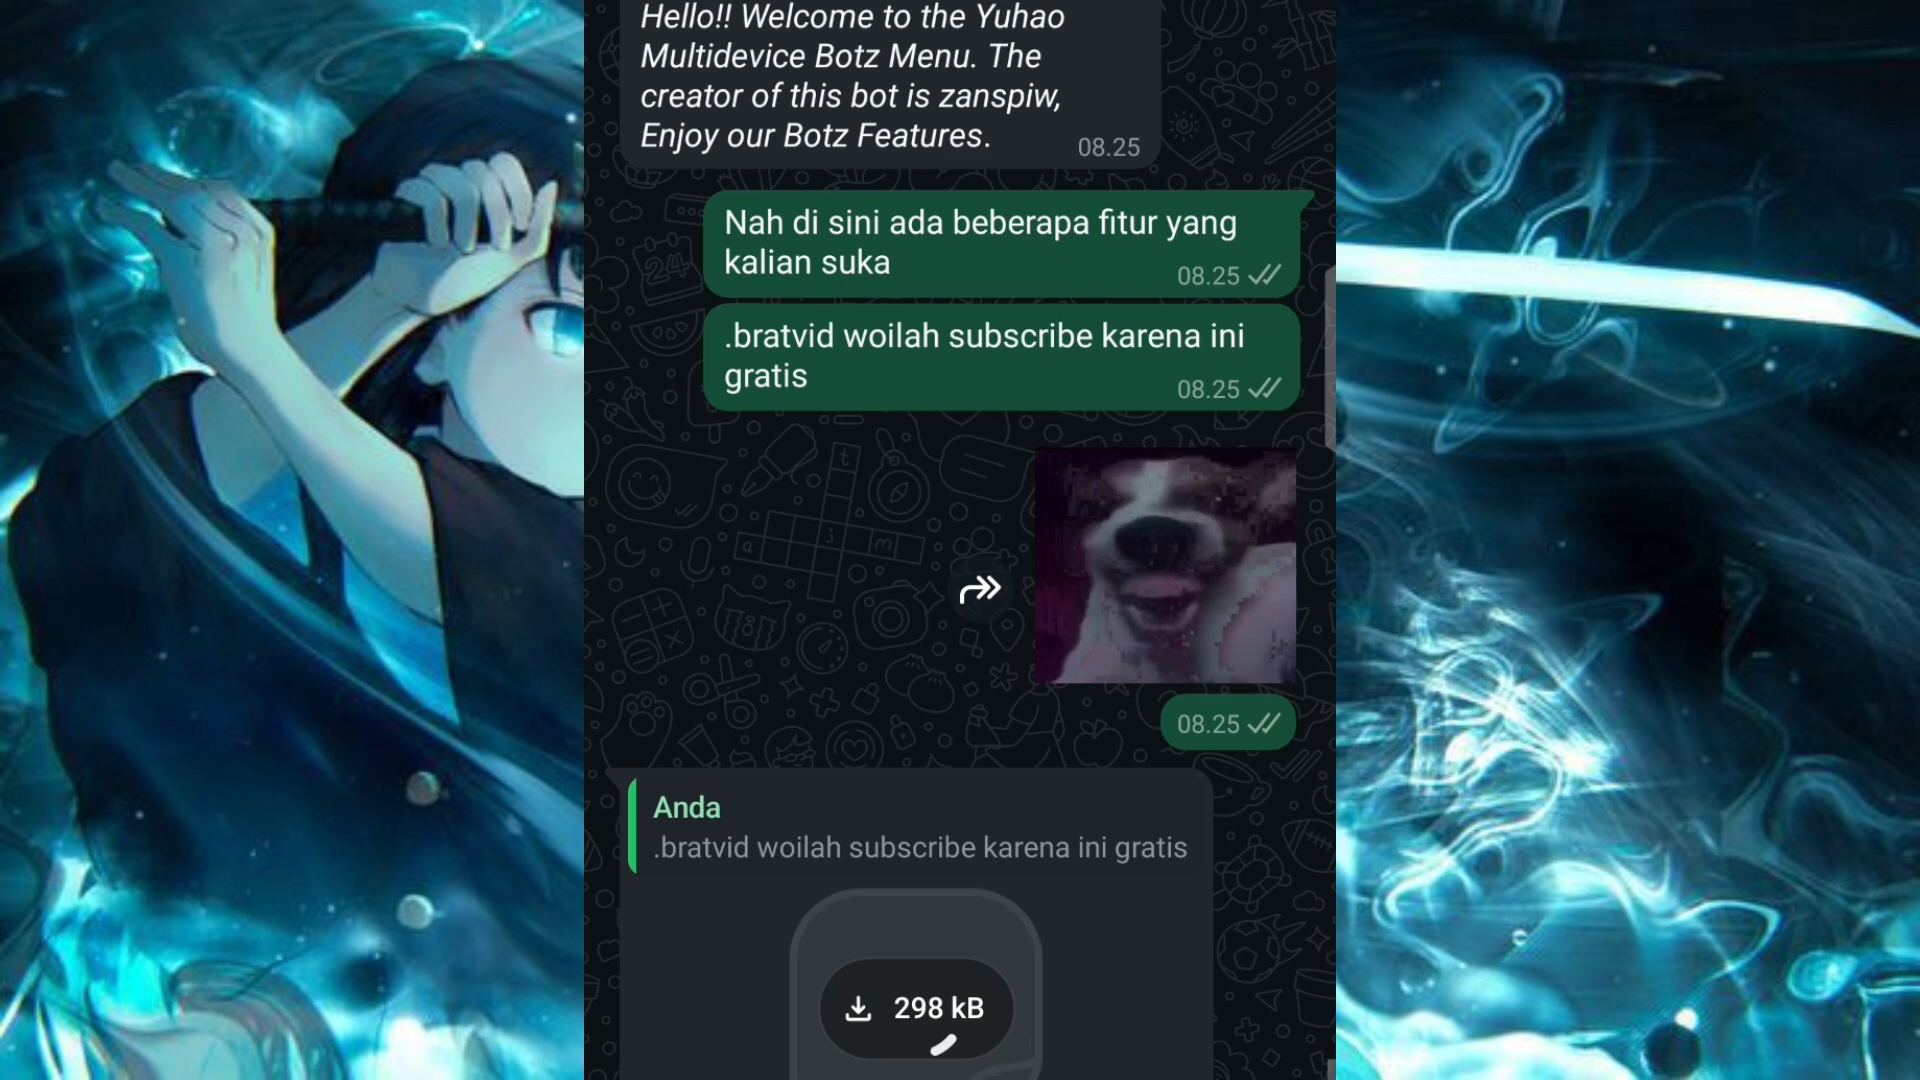 Hello!! Welcome to the Yuhao
Multidevice Botz Menu. The
creator of this bot is zanspiw,
Enjoy our Botz Features.
08.25
Nah di sini ada beberapa fitur yang
kalian suka
08.25
.bratvid woilah subscribe karena ini
gratis
08.25
08.25
Anda
.bratvid woilah subscribe karena ini gratis
298 kB